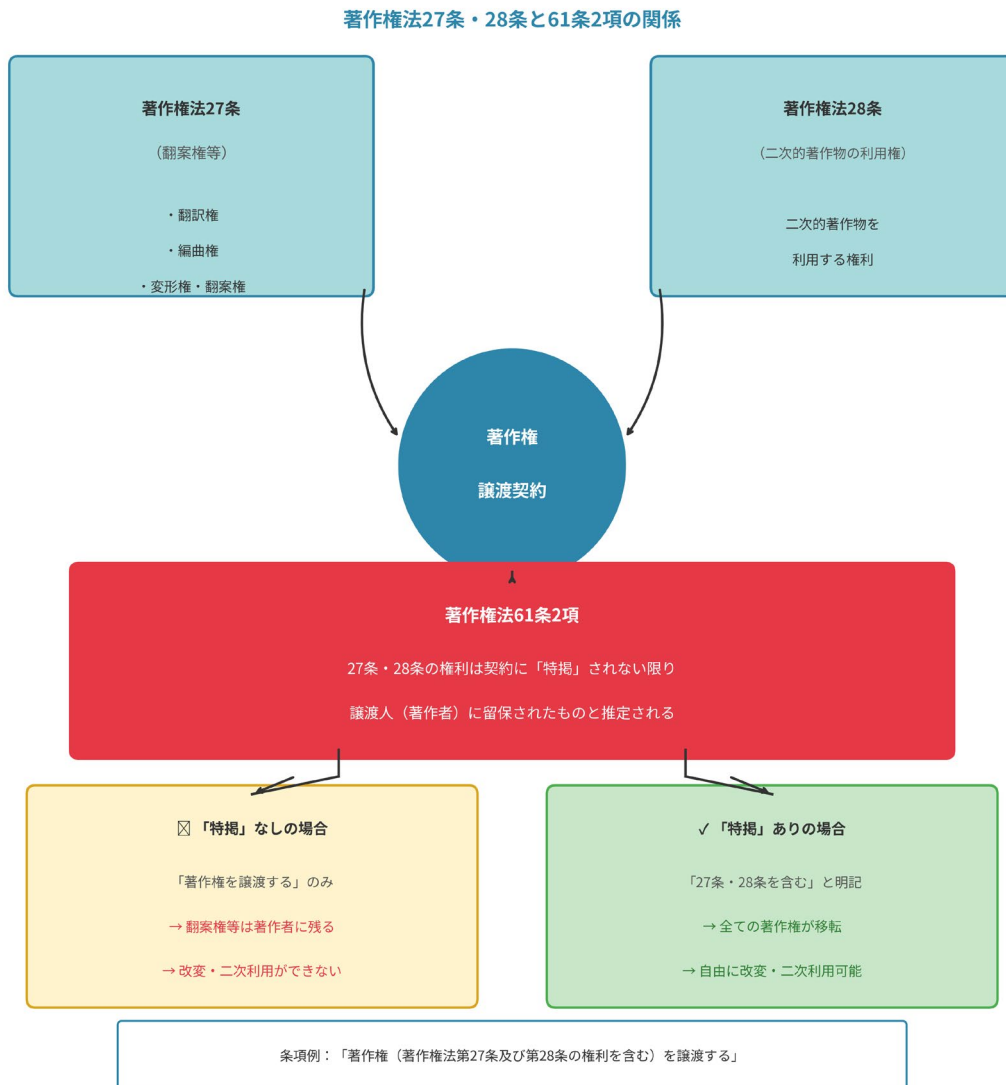 著作権法27条・28条と61条2項の関係
著作権法27条
（翻案権等）
・翻訳権
・編曲権
・変形権・翻案権
著作権法28条
（二次的著作物の利用権）
二次的著作物を
利用する権利
著作権
譲渡契約
著作権法61条2項
27条・28条の権利は契約に「特掲」されない限り
譲渡人（著作者）に留保されたものと推定される
「特掲」なしの場合
「著作権を譲渡する」のみ
→ 翻案権等は著作者に残る
→ 改変・二次利用ができない
✓ 「特掲」ありの場合
「27条・28条を含む」と明記
→ 全ての著作権が移転
→ 自由に改変・二次利用可能
条項例：「著作権（著作権法第27条及び第28条の権利を含む）を譲渡する」